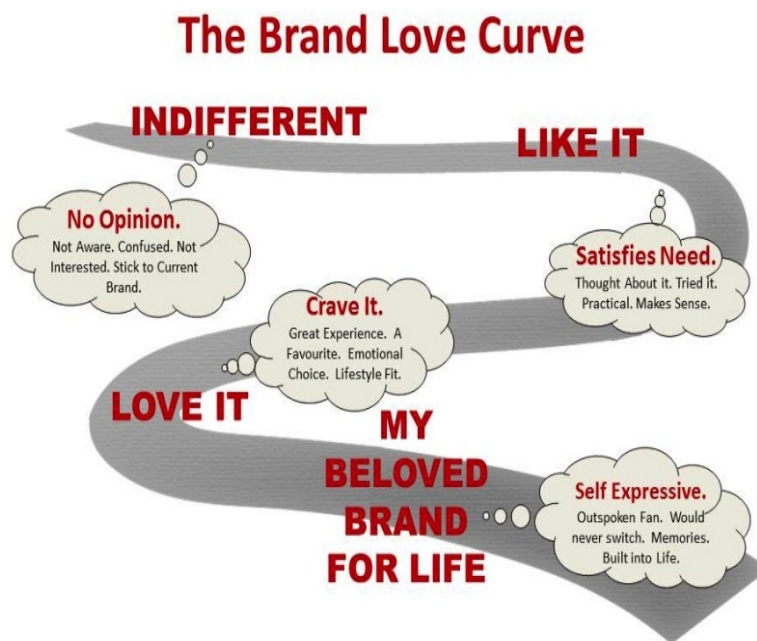 The Brand Love Curve
INDIFFERENT
LIKE IT
No Opinion.
Not Aware. Confused. Not
Interested. Stick to Current
Brand.
Satisfies Need.
Thought About it. Tried it.
Practical. Makes Sense.
Crave It.
Great Experience. A
Favourite. Emotional
Choice. Lifestyle Fit.
LOVE IT
MY
BELOVED
BRAND
FOR LIFE
Self Expressive.
Outspoken Fan. Would
never switch. Memories.
Built into Life.